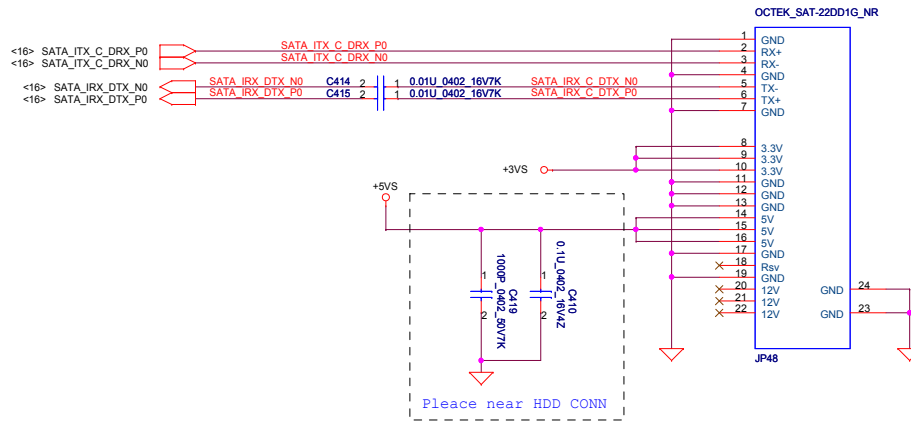 OCTEK_SAT-22DD1G_NR
<16> SATA_ITX_C_DRX_P0 SATA_ITX_C_DRX_P0
<16> SATA_ITX_C_DRX_N0 SATA_ITX_C_DRX_N0
<16> SATA_IRX_DTX_N0 SATA_IRX_DTX_N0 C414 2 1 0.01U_0402_16V7K SATA_IRX_C_DTX_N0
<16> SATA_IRX_DTX_P0 SATA_IRX_DTX_P0 C415 2 1 0.01U_0402_16V7K SATA_IRX_C_DTX_P0
1 GND
2 RX+
3 RX-
4 GND
5 TX-
6 TX+
7 GND
8 3.3V
9 3.3V
10 3.3V
11 GND
12 GND
13 GND
14 5V
15 5V
16 5V
17 GND
18 Rsv
19 GND
20 12V
21 12V
22 12V
GND 24
GND 23
JP48
+3VS
+5VS
1
2
C419
1000P_0402_50V7K
1
2
C410
0.1U_0402_16V4Z
Pleace near HDD CONN